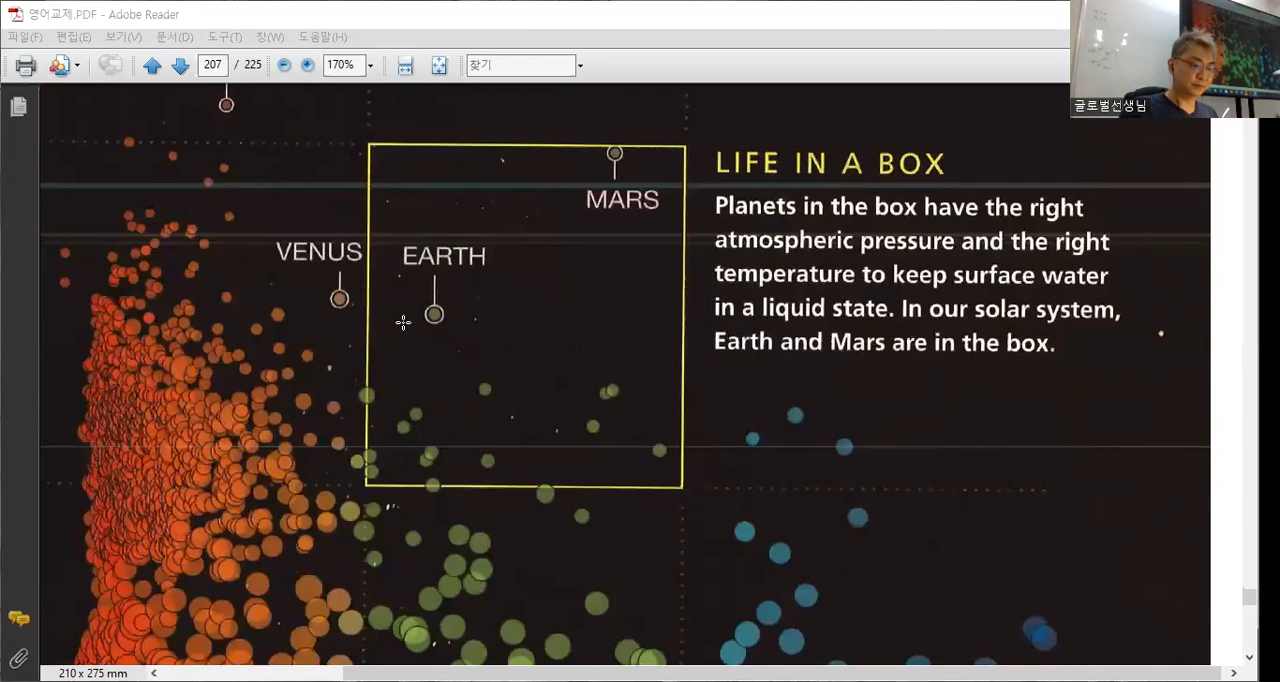 영어교제.PDF - Adobe Reader
파일(F) 편집(E) 보기(V) 문서(D) 도구(T) 창(W) 도움말(H)
207 / 225 170% 찾기
글로벌선생님
MARS
VENUS
EARTH
LIFE IN A BOX
Planets in the box have the right
atmospheric pressure and the right
temperature to keep surface water
in a liquid state. In our solar system,
Earth and Mars are in the box.
210 x 275 mm